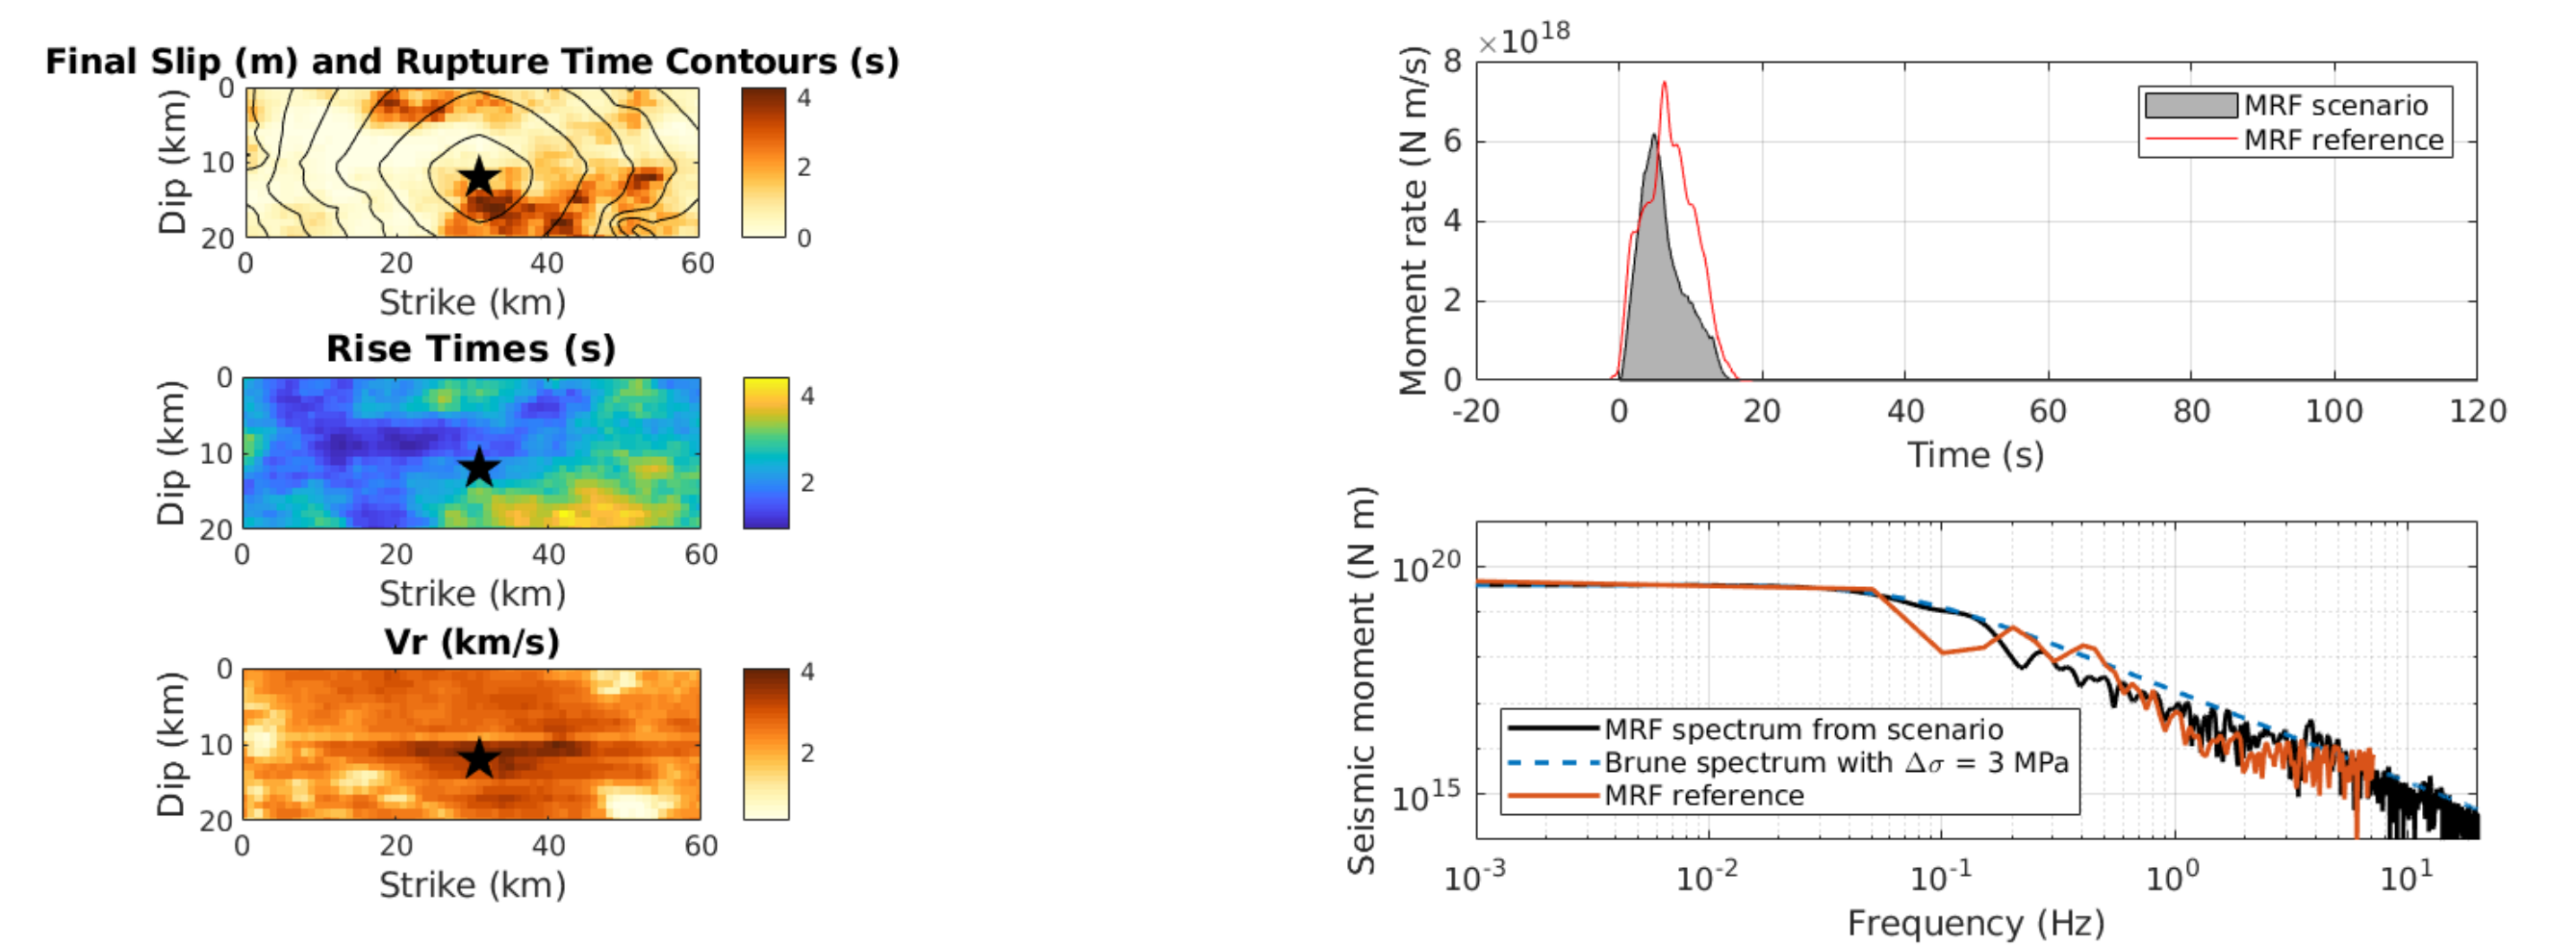 Final Slip (m) and Rupture Time Contours (s)
0
10
20
Dip (km)
0 20 40 60
Strike (km)
4
2
0
Rise Times (s)
0
10
20
Dip (km)
0 20 40 60
Strike (km)
4
2
Vr (km/s)
0
10
20
Dip (km)
0 20 40 60
Strike (km)
4
2
×10^18
8
6
4
2
0
Moment rate (N m/s)
MRF scenario
MRF reference
-20 0 20 40 60 80 100 120
Time (s)
10^20
10^15
Seismic moment (N m)
MRF spectrum from scenario
Brune spectrum with Δσ = 3 MPa
MRF reference
10^-3 10^-2 10^-1 10^0 10^1
Frequency (Hz)